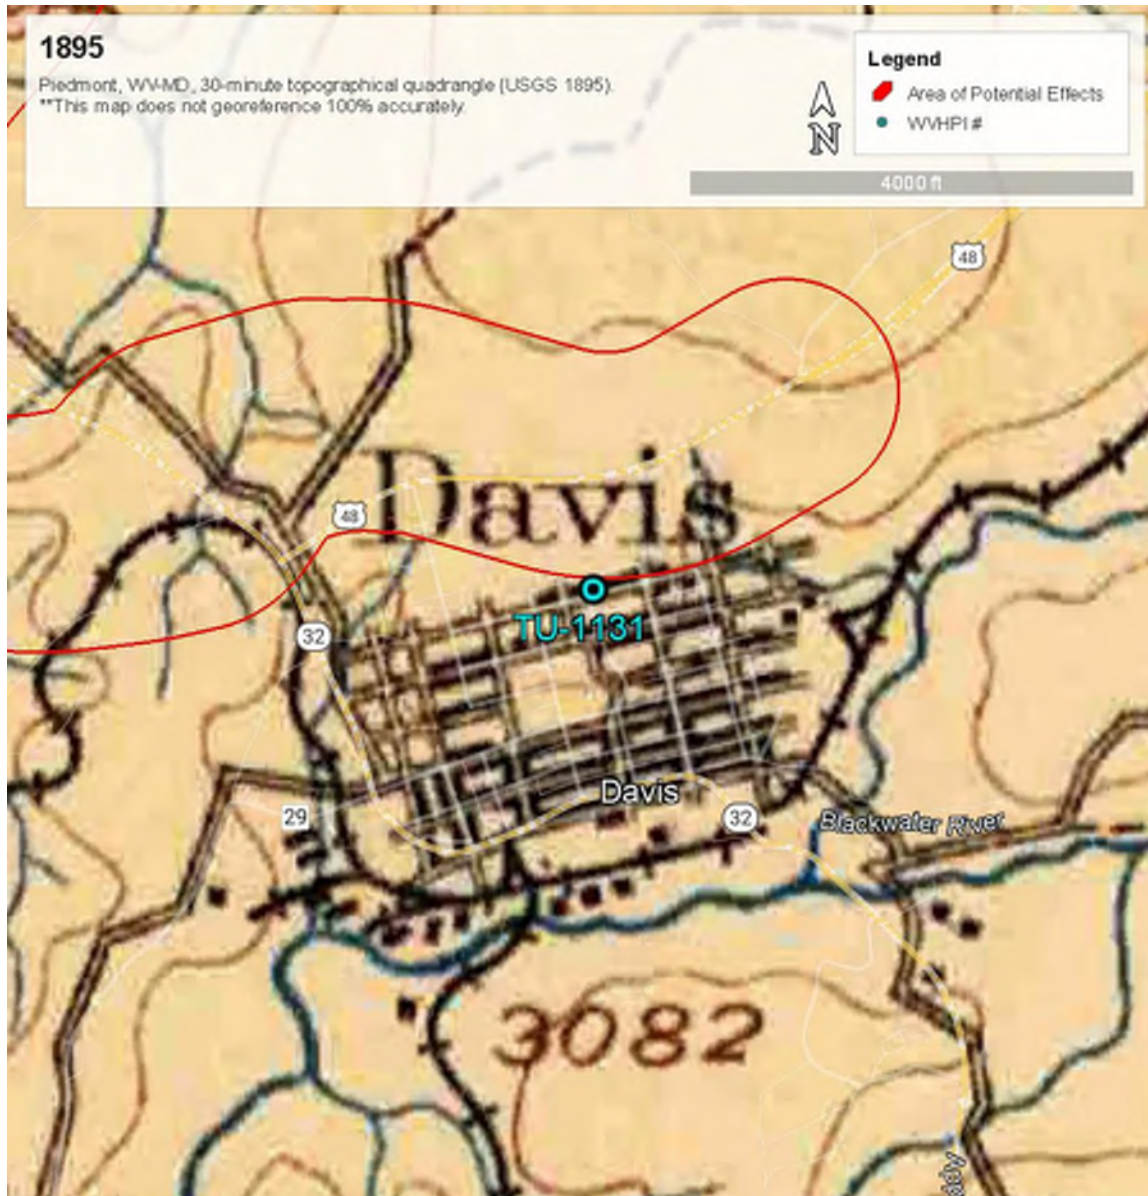 1895
Piedmont, WV-MD, 30-minute topographical quadrangle (USGS 1895).
**This map does not georeference 100% accurately.
Legend
Area of Potential Effects
WVHPI #
N
4000 ft
48
Davis
48
TU-1131
32
Davis
29
32
Blackwater River
3082